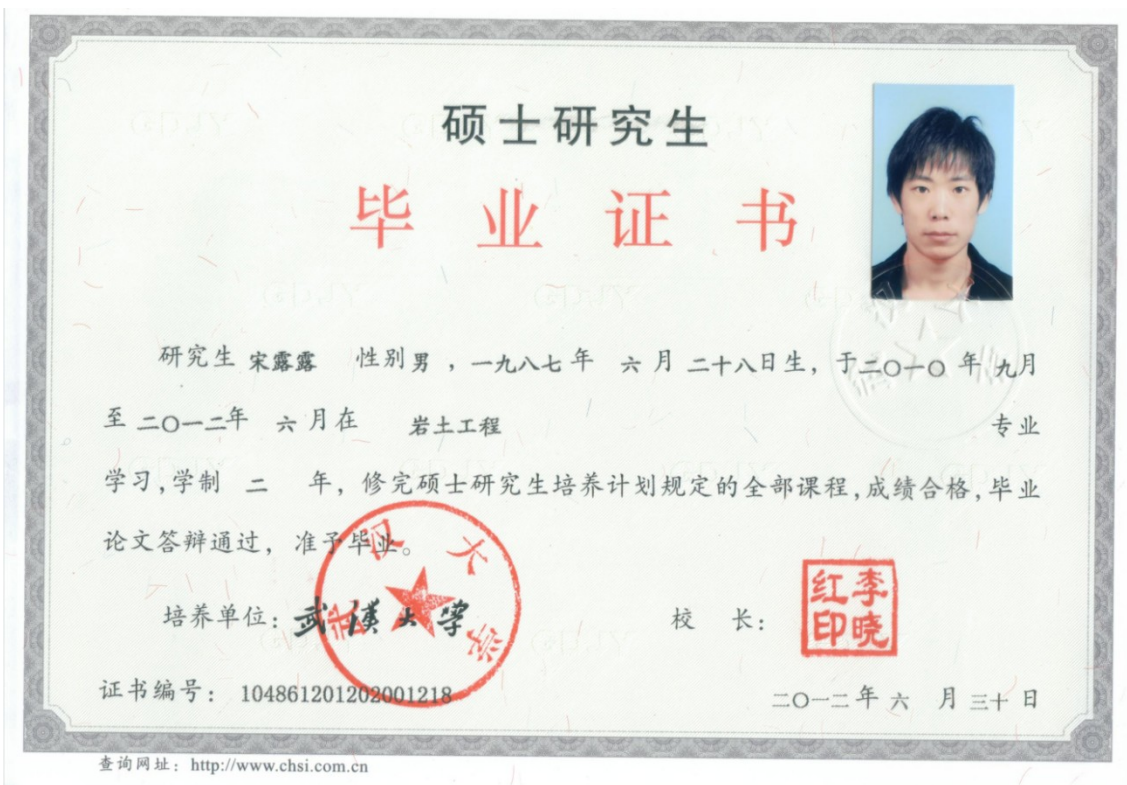 硕士研究生
毕业证书
研究生 宋露露 性别 男 ，一九八七 年 六 月 二十八日生，于二〇一〇 年 九月
至 二〇一二年 六 月在 岩土工程 专业
学习，学制 二 年，修完硕士研究生培养计划规定的全部课程，成绩合格，毕业
论文答辩通过，准予毕业。
武汉大学
培养单位：武漢大学
校 长：
李晓红印
证书编号：104861201202001218
二〇一二年 六 月 三十 日
查询网址：http://www.chsi.com.cn